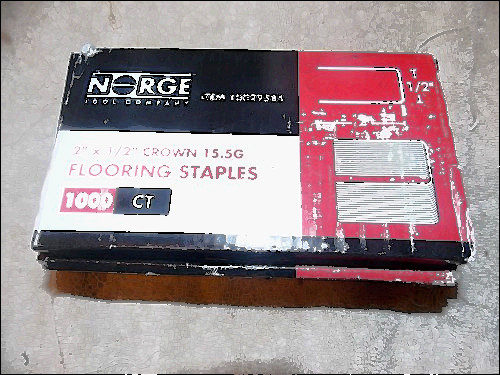 NORGE
TOOL COMPANY
1/2"
2" x 1/2" CROWN 15.5G
FLOORING STAPLES
1000 CT